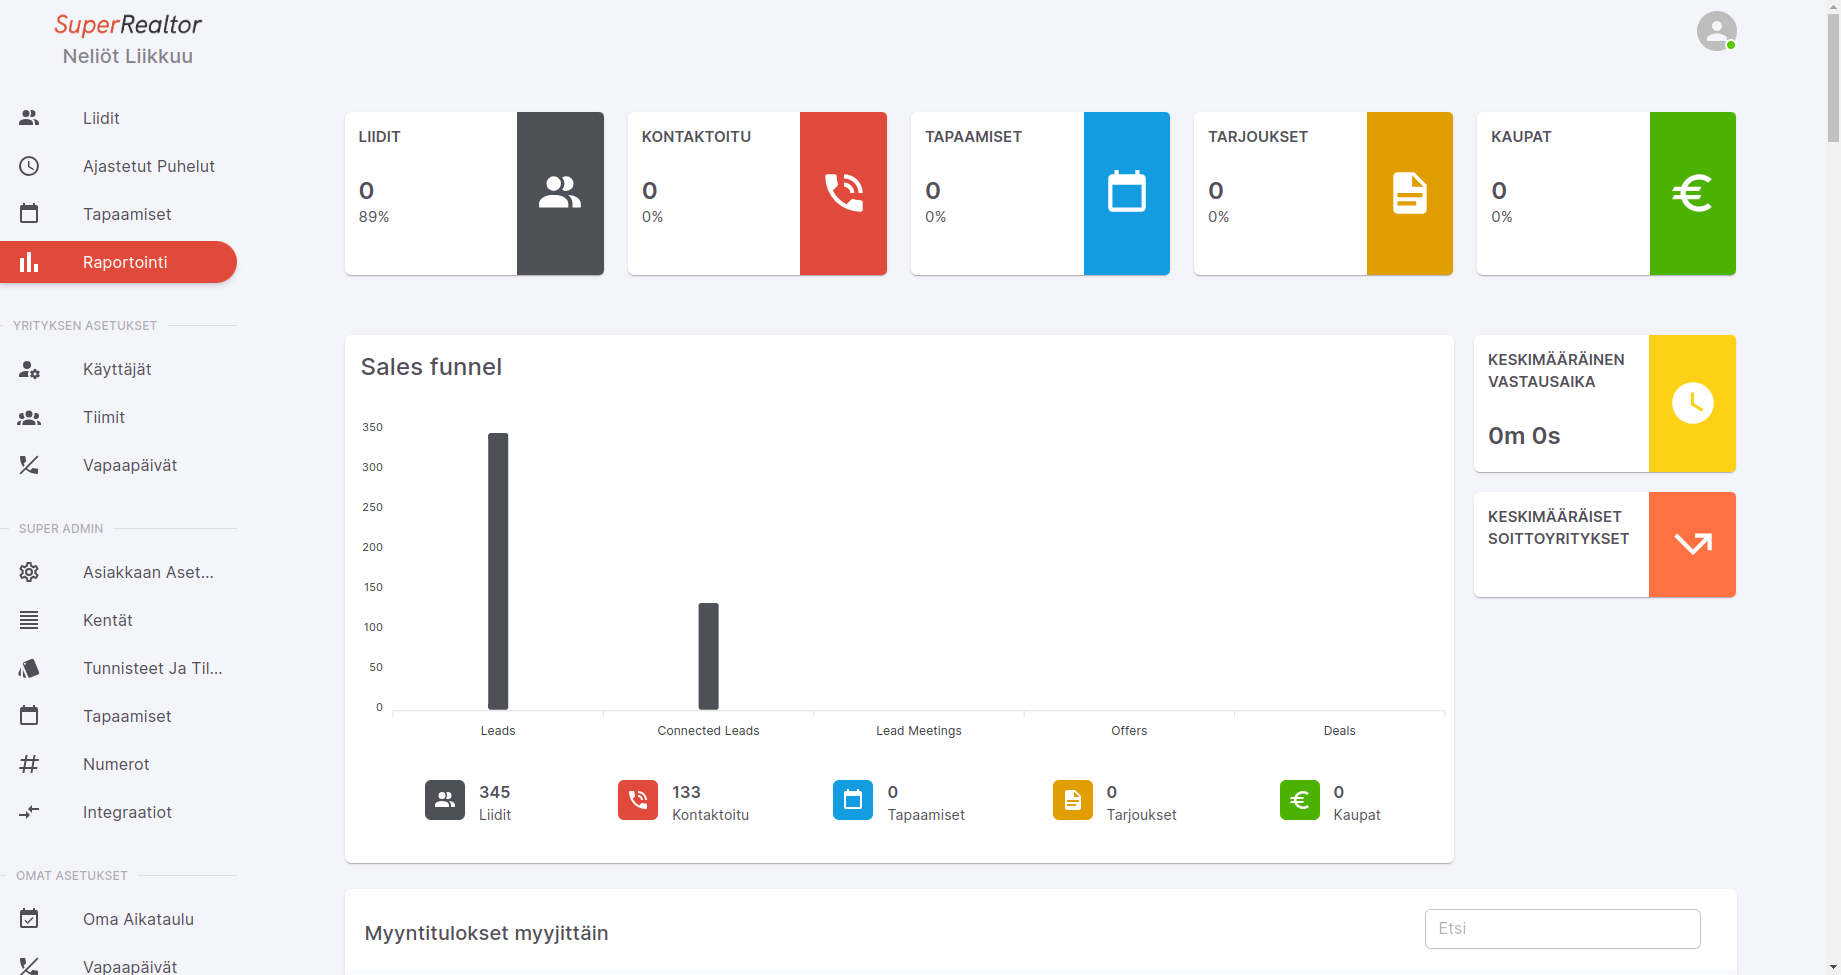 SuperRealtor
Neliöt Liikkuu
Liidit
Ajastetut Puhelut
Tapaamiset
Raportointi
YRITYKSEN ASETUKSET
Käyttäjät
Tiimit
Vapaapäivät
SUPER ADMIN
Asiakkaan Aset...
Kentät
Tunnisteet Ja Til...
Tapaamiset
Numerot
Integraatiot
OMAT ASETUKSET
Oma Aikataulu
Vapaapäivät
LIIDIT
0
89%
KONTAKTOITU
0
0%
TAPAAMISET
0
0%
TARJOUKSET
0
0%
KAUPAT
0
0%
Sales funnel
350
300
250
200
150
100
50
0
Leads
Connected Leads
Lead Meetings
Offers
Deals
345
Liidit
133
Kontaktoitu
0
Tapaamiset
0
Tarjoukset
0
Kaupat
KESKIMÄÄRÄINEN
VASTAUSAIKA
0m 0s
KESKIMÄÄRÄISET
SOITTOYRITYKSET
Myyntitulokset myyjittäin
Etsi